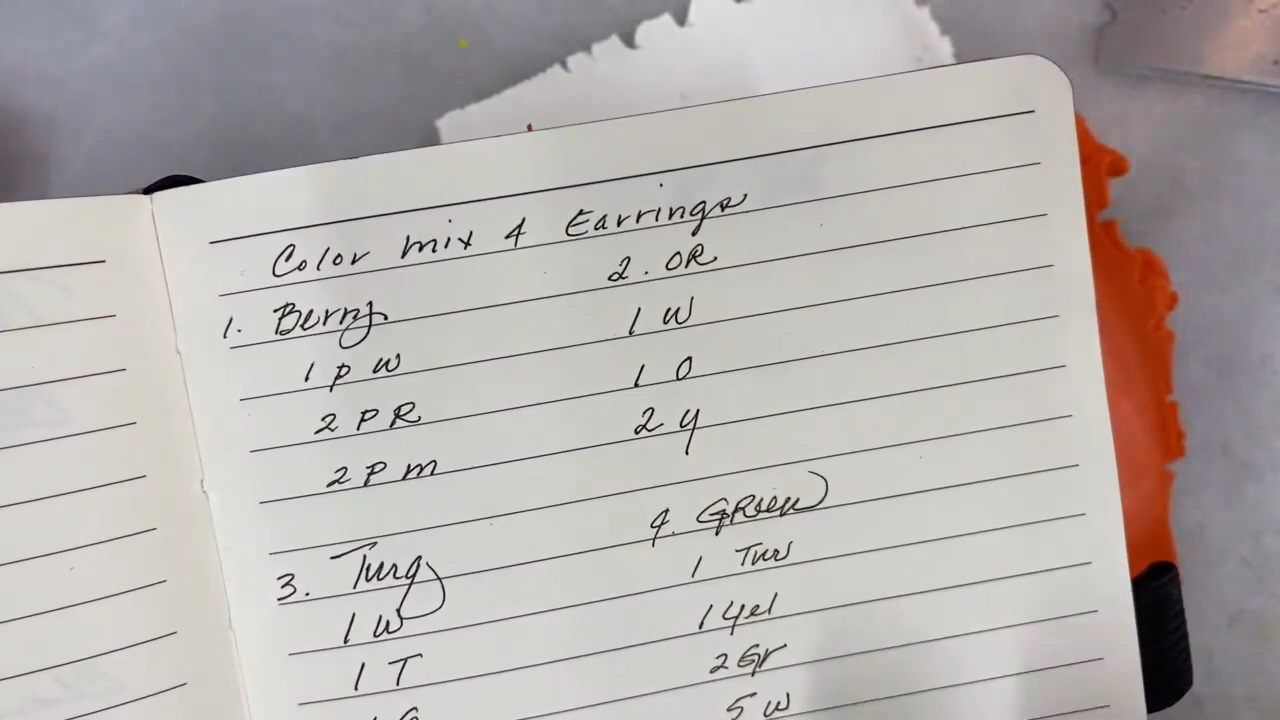 Color mix 4 Earrings
1. Berry
1 p w
2 P R
2 P m
2. OR
1 W
1 O
2 y
3. Turq
1 W
1 T
4. GReen
1 Tur
1 yel
2 Gr
5 w